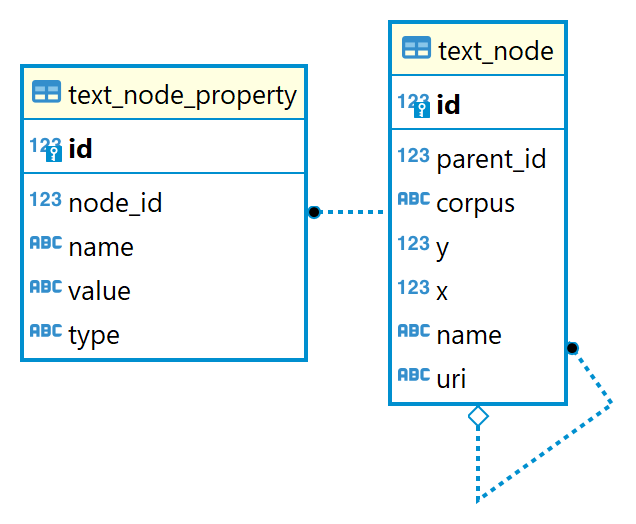 text_node_property
123 id
123 node_id
ABC name
ABC value
ABC type
text_node
123 id
123 parent_id
ABC corpus
123 y
123 x
ABC name
ABC uri